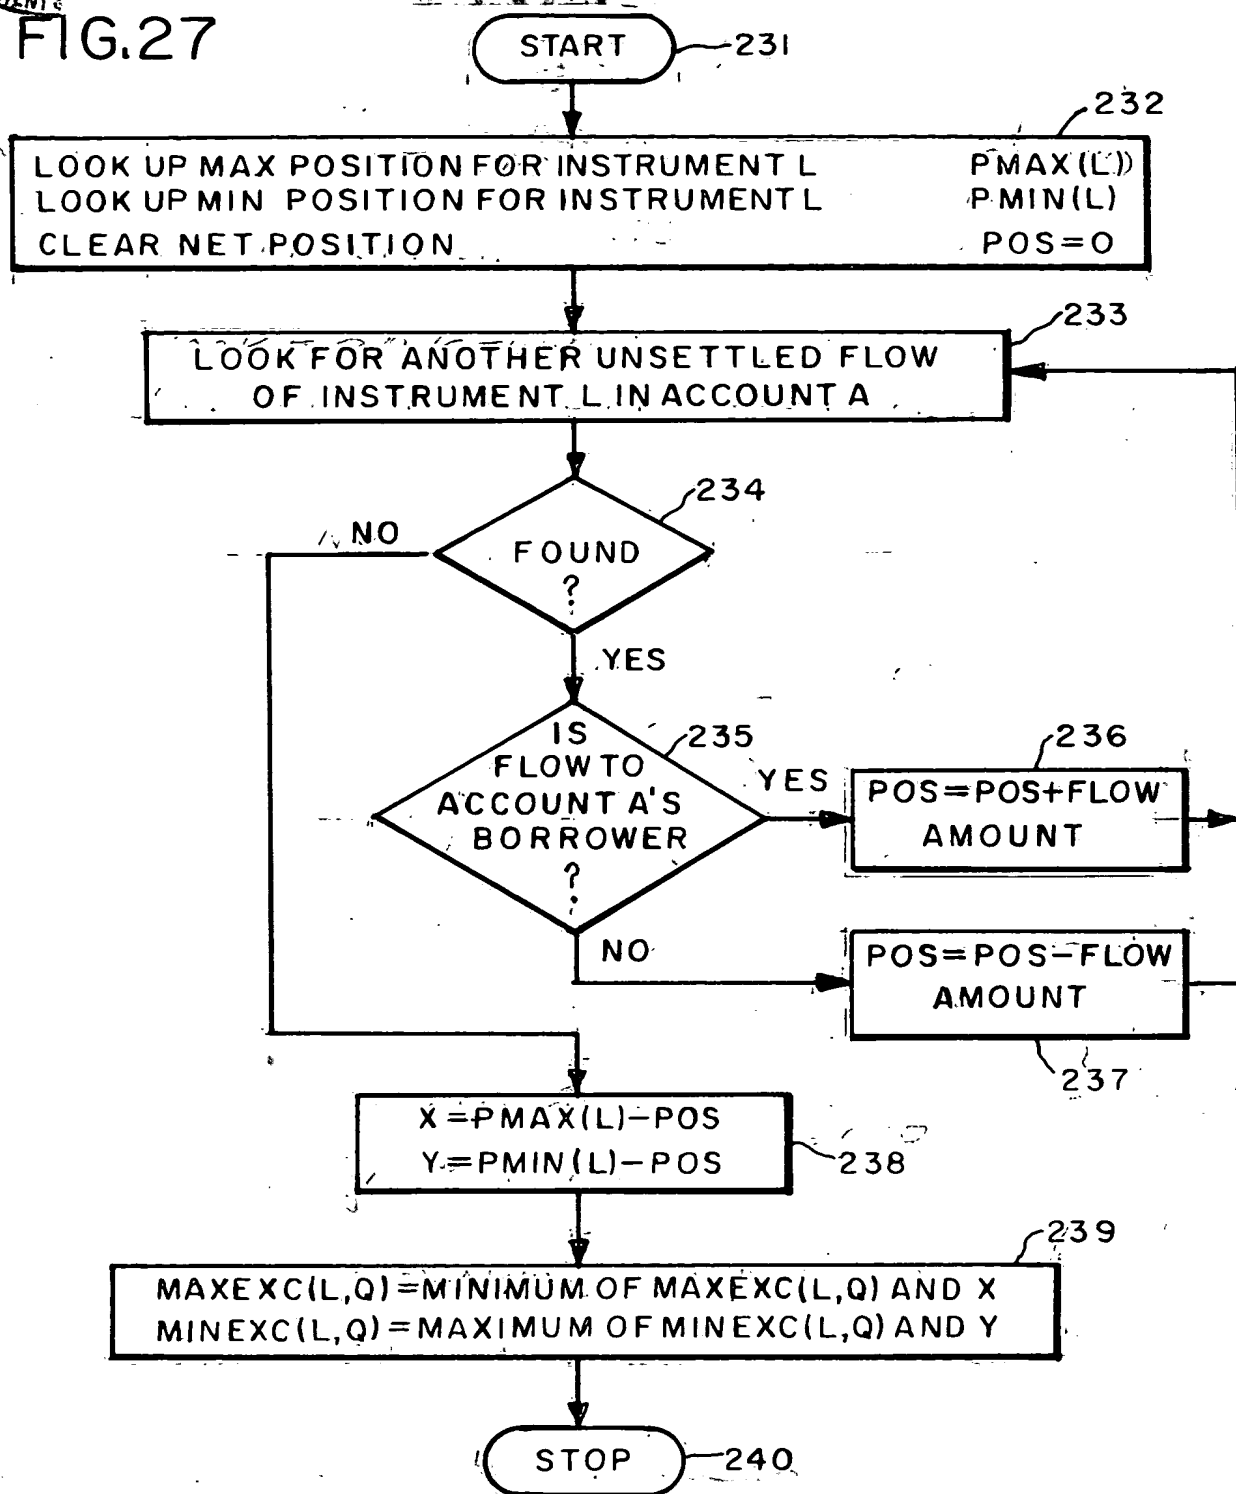 FIG.27
START
231
232
LOOK UP MAX POSITION FOR INSTRUMENT L PMAX(L)
LOOK UP MIN POSITION FOR INSTRUMENT L PMIN(L)
CLEAR NET POSITION POS=0
233
LOOK FOR ANOTHER UNSETTLED FLOW
OF INSTRUMENT L IN ACCOUNT A
234
NO
FOUND
?
YES
235
IS
FLOW TO
ACCOUNT A'S
BORROWER
?
YES
236
POS=POS+FLOW
AMOUNT
NO
POS=POS-FLOW
AMOUNT
237
X=PMAX(L)-POS
Y=PMIN(L)-POS
238
239
MAXEXC(L,Q)=MINIMUM OF MAXEXC(L,Q) AND X
MINEXC(L,Q)=MAXIMUM OF MINEXC(L,Q) AND Y
STOP
240